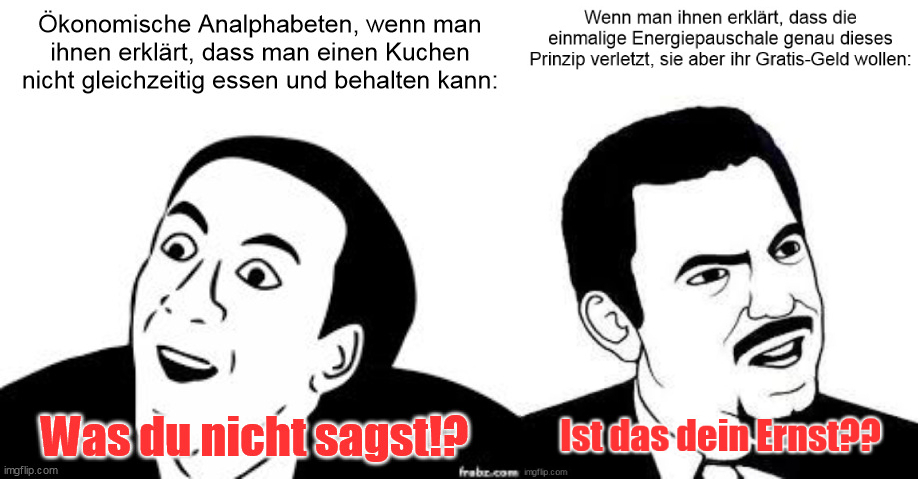 Ökonomische Analphabeten, wenn man
ihnen erklärt, dass man einen Kuchen
nicht gleichzeitig essen und behalten kann:
Wenn man ihnen erklärt, dass die
einmalige Energiepauschale genau dieses
Prinzip verletzt, sie aber ihr Gratis-Geld wollen:
Was du nicht sagst!?
Ist das dein Ernst??
imgflip.com
frabz.com
imgflip.com